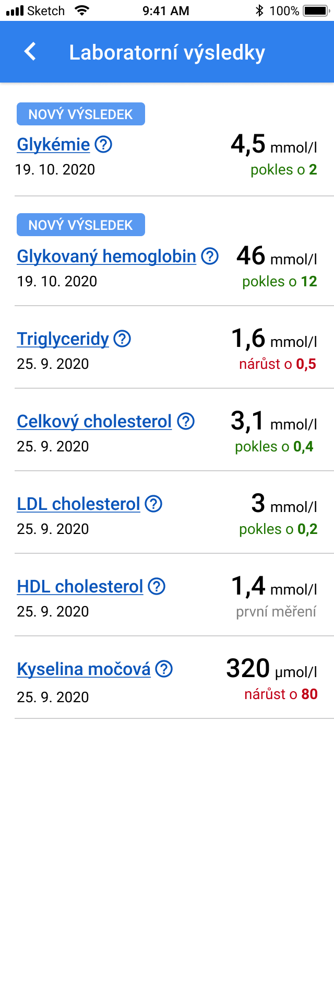 Sketch 9:41 AM 100%
Laboratorní výsledky
NOVÝ VÝSLEDEK
Glykémie ? 4,5 mmol/l
19. 10. 2020 pokles o 2
NOVÝ VÝSLEDEK
Glykovaný hemoglobin ? 46 mmol/l
19. 10. 2020 pokles o 12
Triglyceridy ? 1,6 mmol/l
25. 9. 2020 nárůst o 0,5
Celkový cholesterol ? 3,1 mmol/l
25. 9. 2020 pokles o 0,4
LDL cholesterol ? 3 mmol/l
25. 9. 2020 pokles o 0,2
HDL cholesterol ? 1,4 mmol/l
25. 9. 2020 první měření
Kyselina močová ? 320 µmol/l
25. 9. 2020 nárůst o 80